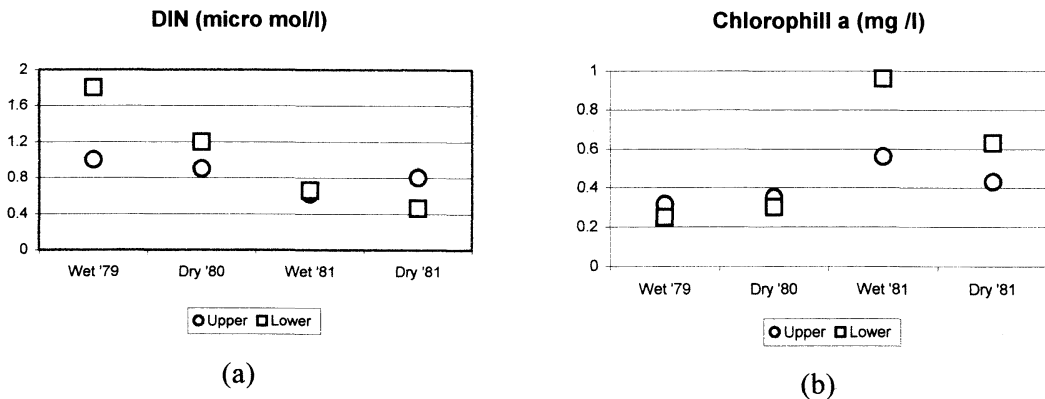 DIN (micro mol/l)
2
1.6
1.2
0.8
0.4
0
Wet '79 Dry '80 Wet '81 Dry '81
Upper Lower
(a)
Chlorophill a (mg /l)
1
0.8
0.6
0.4
0.2
0
Wet '79 Dry '80 Wet '81 Dry '81
Upper Lower
(b)